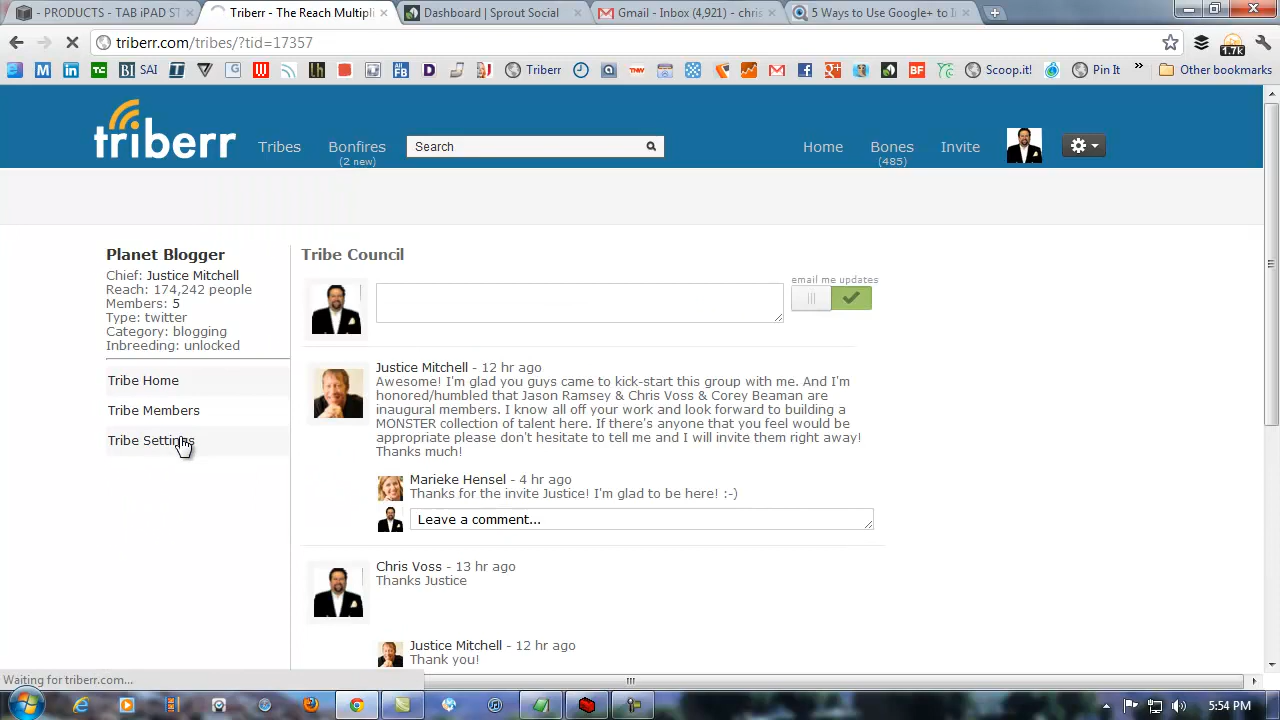 - PRODUCTS - TAB iPAD ST
Triberr - The Reach Multipli
Dashboard | Sprout Social
Gmail - Inbox (4,921) - chris
5 Ways to Use Google+ to I
triberr.com/tribes/?tid=17357
1.7k
SAI
Triberr
Scoop.it!
Pin It
Other bookmarks
triberr
Tribes
Bonfires
(2 new)
Search
Home
Bones
(485)
Invite
Planet Blogger
Chief: Justice Mitchell
Reach: 174,242 people
Members: 5
Type: twitter
Category: blogging
Inbreeding: unlocked
Tribe Home
Tribe Members
Tribe Settings
Tribe Council
email me updates
Justice Mitchell - 12 hr ago
Awesome! I'm glad you guys came to kick-start this group with me. And I'm
honored/humbled that Jason Ramsey & Chris Voss & Corey Beaman are
inaugural members. I know all off your work and look forward to building a
MONSTER collection of talent here. If there's anyone that you feel would be
appropriate please don't hesitate to tell me and I will invite them right away!
Thanks much!
Marieke Hensel - 4 hr ago
Thanks for the invite Justice! I'm glad to be here! :-)
Leave a comment...
Chris Voss - 13 hr ago
Thanks Justice
Justice Mitchell - 12 hr ago
Thank you!
Waiting for triberr.com...
5:54 PM